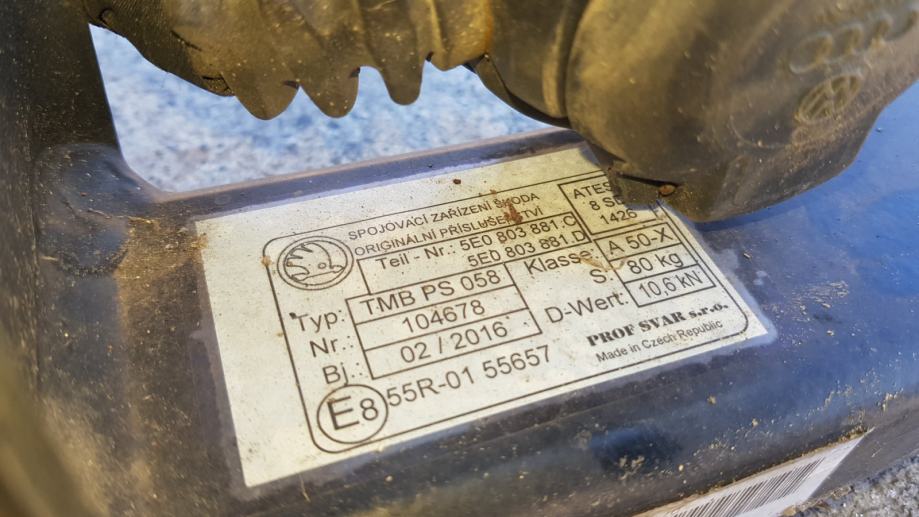 SPOJOVACÍ ZAŘÍZENÍ ŠKODA
ORIGINÁLNÍ PŘÍSLUŠENSTVÍ
Teil - Nr.: 5E0 803 881.C
5E0 803 881.D
Typ: TMB PS 058
Nr.: 104678
Bj.: 02 / 2016
E8 55R-01 55657
8
1426
Klasse A 50-X
S: 80 kg
D-Wert: 10,6 kN
PROF SVAR s.r.o.
Made in Czech Republic